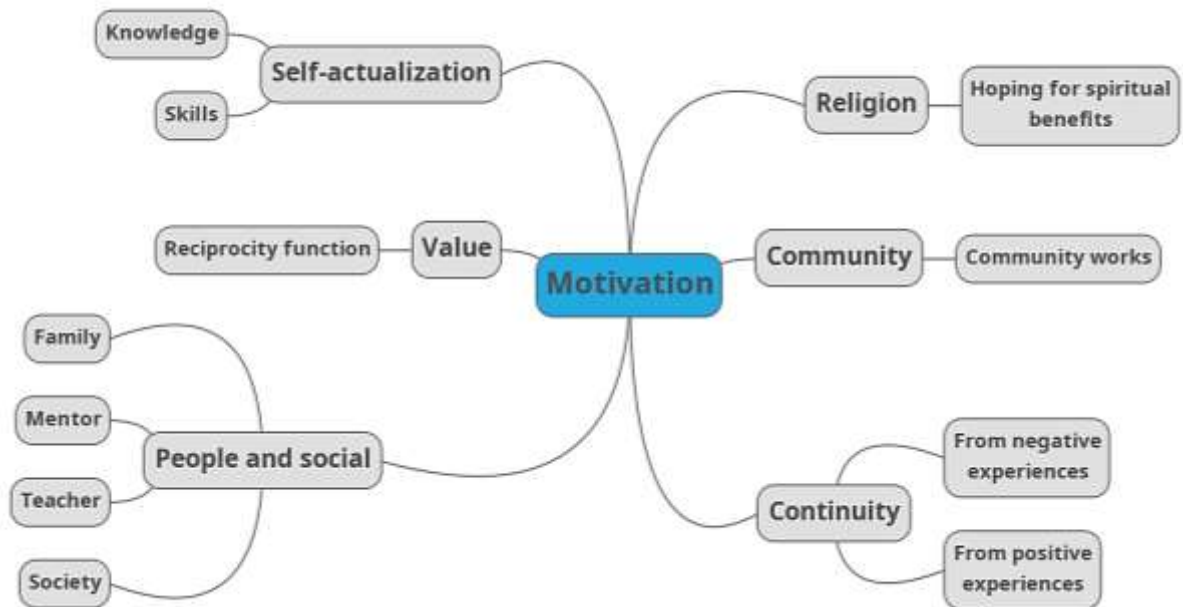 Knowledge
Self-actualization
Skills
Religion
Hoping for spiritual
benefits
Reciprocity function
Value
Motivation
Community
Community works
Family
Mentor
People and social
Teacher
Society
Continuity
From negative
experiences
From positive
experiences